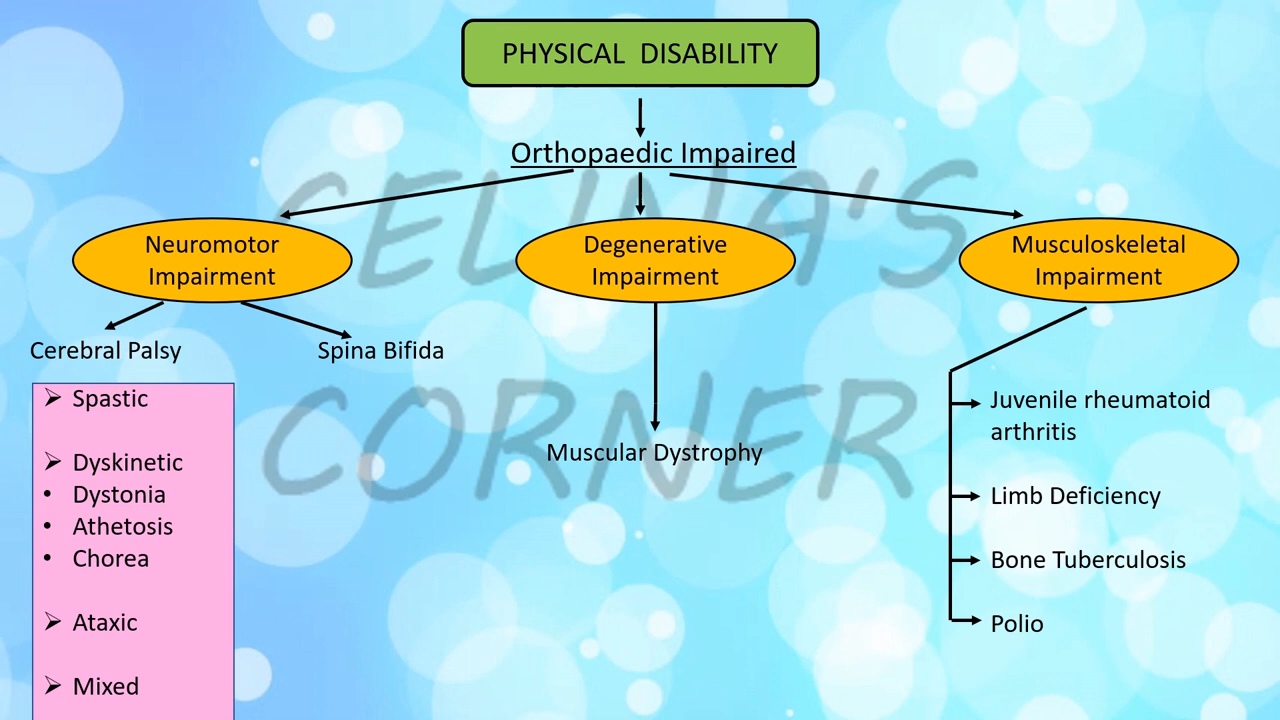 PHYSICAL DISABILITY
Orthopaedic Impaired
CELINA'S
CORNER
Neuromotor
Impairment
Degenerative
Impairment
Musculoskeletal
Impairment
Cerebral Palsy
Spina Bifida
➢ Spastic
➢ Dyskinetic
• Dystonia
• Athetosis
• Chorea
➢ Ataxic
➢ Mixed
Muscular Dystrophy
Juvenile rheumatoid
arthritis
Limb Deficiency
Bone Tuberculosis
Polio